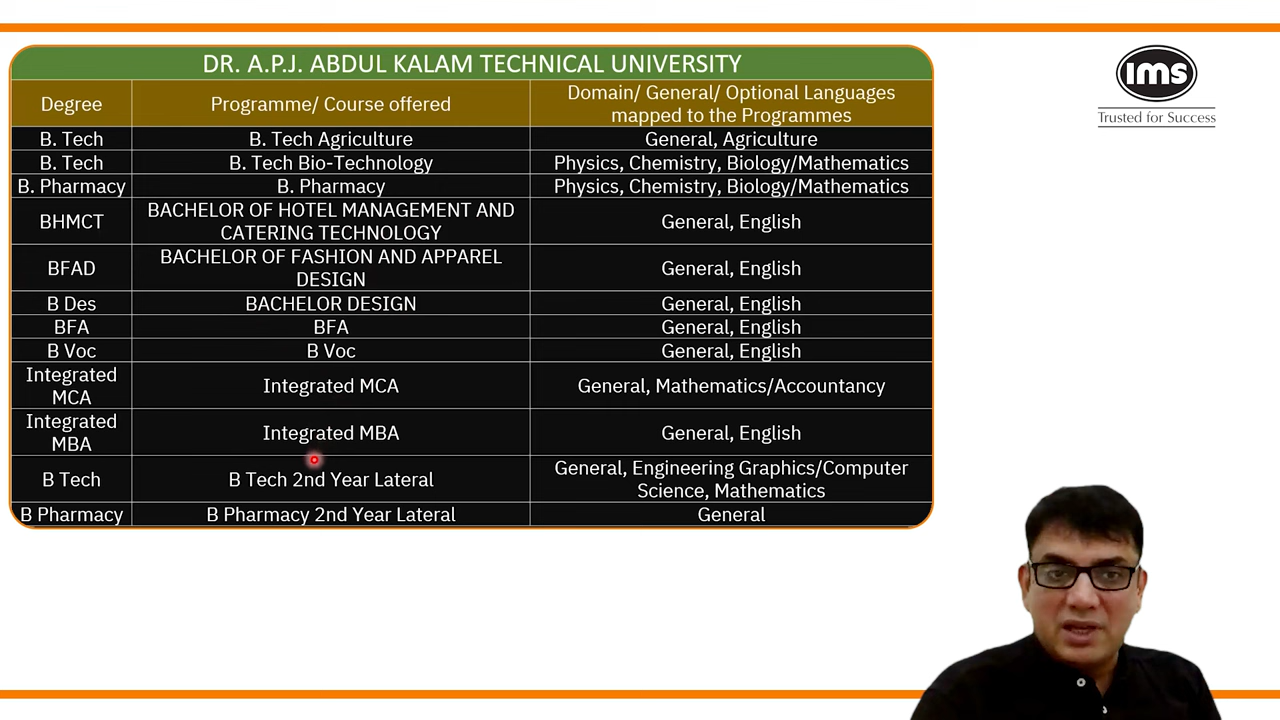 DR. A.P.J. ABDUL KALAM TECHNICAL UNIVERSITY
ims
Trusted for Success
Degree
Programme/ Course offered
Domain/ General/ Optional Languages
mapped to the Programmes
B. Tech
B. Tech Agriculture
General, Agriculture
B. Tech
B. Tech Bio-Technology
Physics, Chemistry, Biology/Mathematics
B. Pharmacy
B. Pharmacy
Physics, Chemistry, Biology/Mathematics
BHMCT
BACHELOR OF HOTEL MANAGEMENT AND
CATERING TECHNOLOGY
General, English
BFAD
BACHELOR OF FASHION AND APPAREL
DESIGN
General, English
B Des
BACHELOR DESIGN
General, English
BFA
BFA
General, English
B Voc
B Voc
General, English
Integrated
MCA
Integrated MCA
General, Mathematics/Accountancy
Integrated
MBA
Integrated MBA
General, English
B Tech
B Tech 2nd Year Lateral
General, Engineering Graphics/Computer
Science, Mathematics
B Pharmacy
B Pharmacy 2nd Year Lateral
General